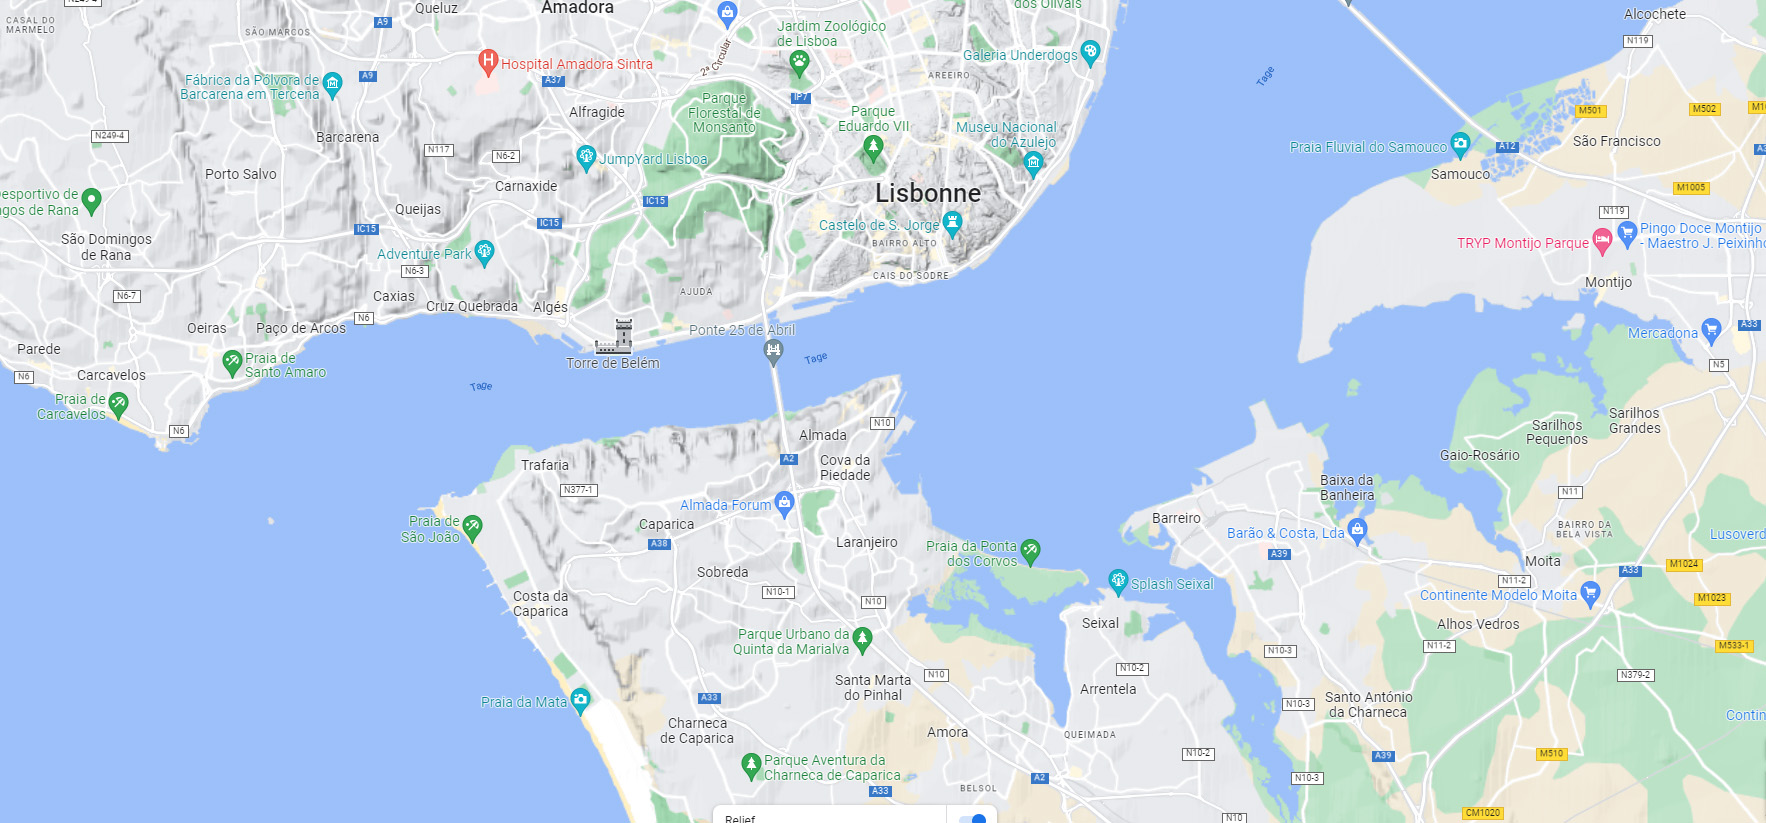 N249-4
Queluz
Amadora
dos Olivais
CASAL DO
MARMELO
A9
SÃO MARCOS
Jardim Zoológico
de Lisboa
Alcochete
N119
Galeria Underdogs
2ª Circular
Hospital Amadora Sintra
A37
A9
Fábrica da Pólvora de
Barcarena em Tercena
AREEIRO
Tage
IP7
Parque
Florestal de
Monsanto
Alfragide
Parque
Eduardo VII
M501
M502
M10
Museu Nacional
do Azulejo
N249-4
Barcarena
N117
N6-2
JumpYard Lisboa
Praia Fluvial do Samouco
A12
São Francisco
Samouco
Porto Salvo
Carnaxide
M1005
Desportivo de
gos de Rana
Queijas
IC15
Lisbonne
IC15
IC15
Castelo de S. Jorge
BAIRRO ALTO
N119
Pingo Doce Montijo
- Maestro J. Peixinho
TRYP Montijo Parque
São Domingos
de Rana
Adventure Park
N6-3
CAIS DO SODRE
Montijo
N6-7
Caxias
Cruz Quebrada
Algés
AJUDA
N6
Oeiras
Paço de Arcos
Ponte 25 de Abril
A33
Mercadona
Parede
Torre de Belém
Tage
Praia de
Santo Amaro
N5
N6
Carcavelos
Tage
Praia de
Carcavelos
N6
N10
Sarilhos
Grandes
Sarilhos
Pequenos
Almada
A2
Cova da
Piedade
Gaio-Rosário
Trafaria
N377-1
Baixa da
Banheira
N11
Almada Forum
Praia de
São João
Caparica
A38
Laranjeiro
Barreiro
Barão & Costa, Lda
BAIRRO DA
BELA VISTA
Lusoverd
Praia da Ponta
dos Corvos
A39
Moita
M1024
Sobreda
Splash Seixal
N11-2
A33
N10-1
N10
Continente Modelo Moita
M1023
Costa da
Caparica
Seixal
Alhos Vedros
Parque Urbano da
Quinta da Marialva
N10-3
N11-2
M533-1
N10
N10-2
N379-2
Santa Marta
do Pinhal
Arrentela
Praia da Mata
A33
N10-3
Santo António
da Charneca
Contin
Charneca
de Caparica
Amora
QUEIMADA
N10-2
A39
M510
Parque Aventura da
Charneca de Caparica
A2
N10-3
A33
BELSOL
Relief
N10
CM1020